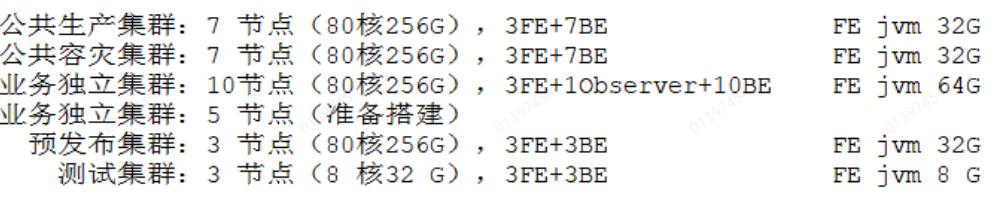 公共生产集群：7 节点（80核256G），3FE+7BE FE jvm 32G
公共容灾集群：7 节点（80核256G），3FE+7BE FE jvm 32G
业务独立集群：10节点（80核256G），3FE+1Observer+10BE FE jvm 64G
业务独立集群：5 节点（准备搭建）
预发布集群：3 节点（80核256G），3FE+3BE FE jvm 32G
测试集群：3 节点（8 核32 G），3FE+3BE FE jvm 8 G